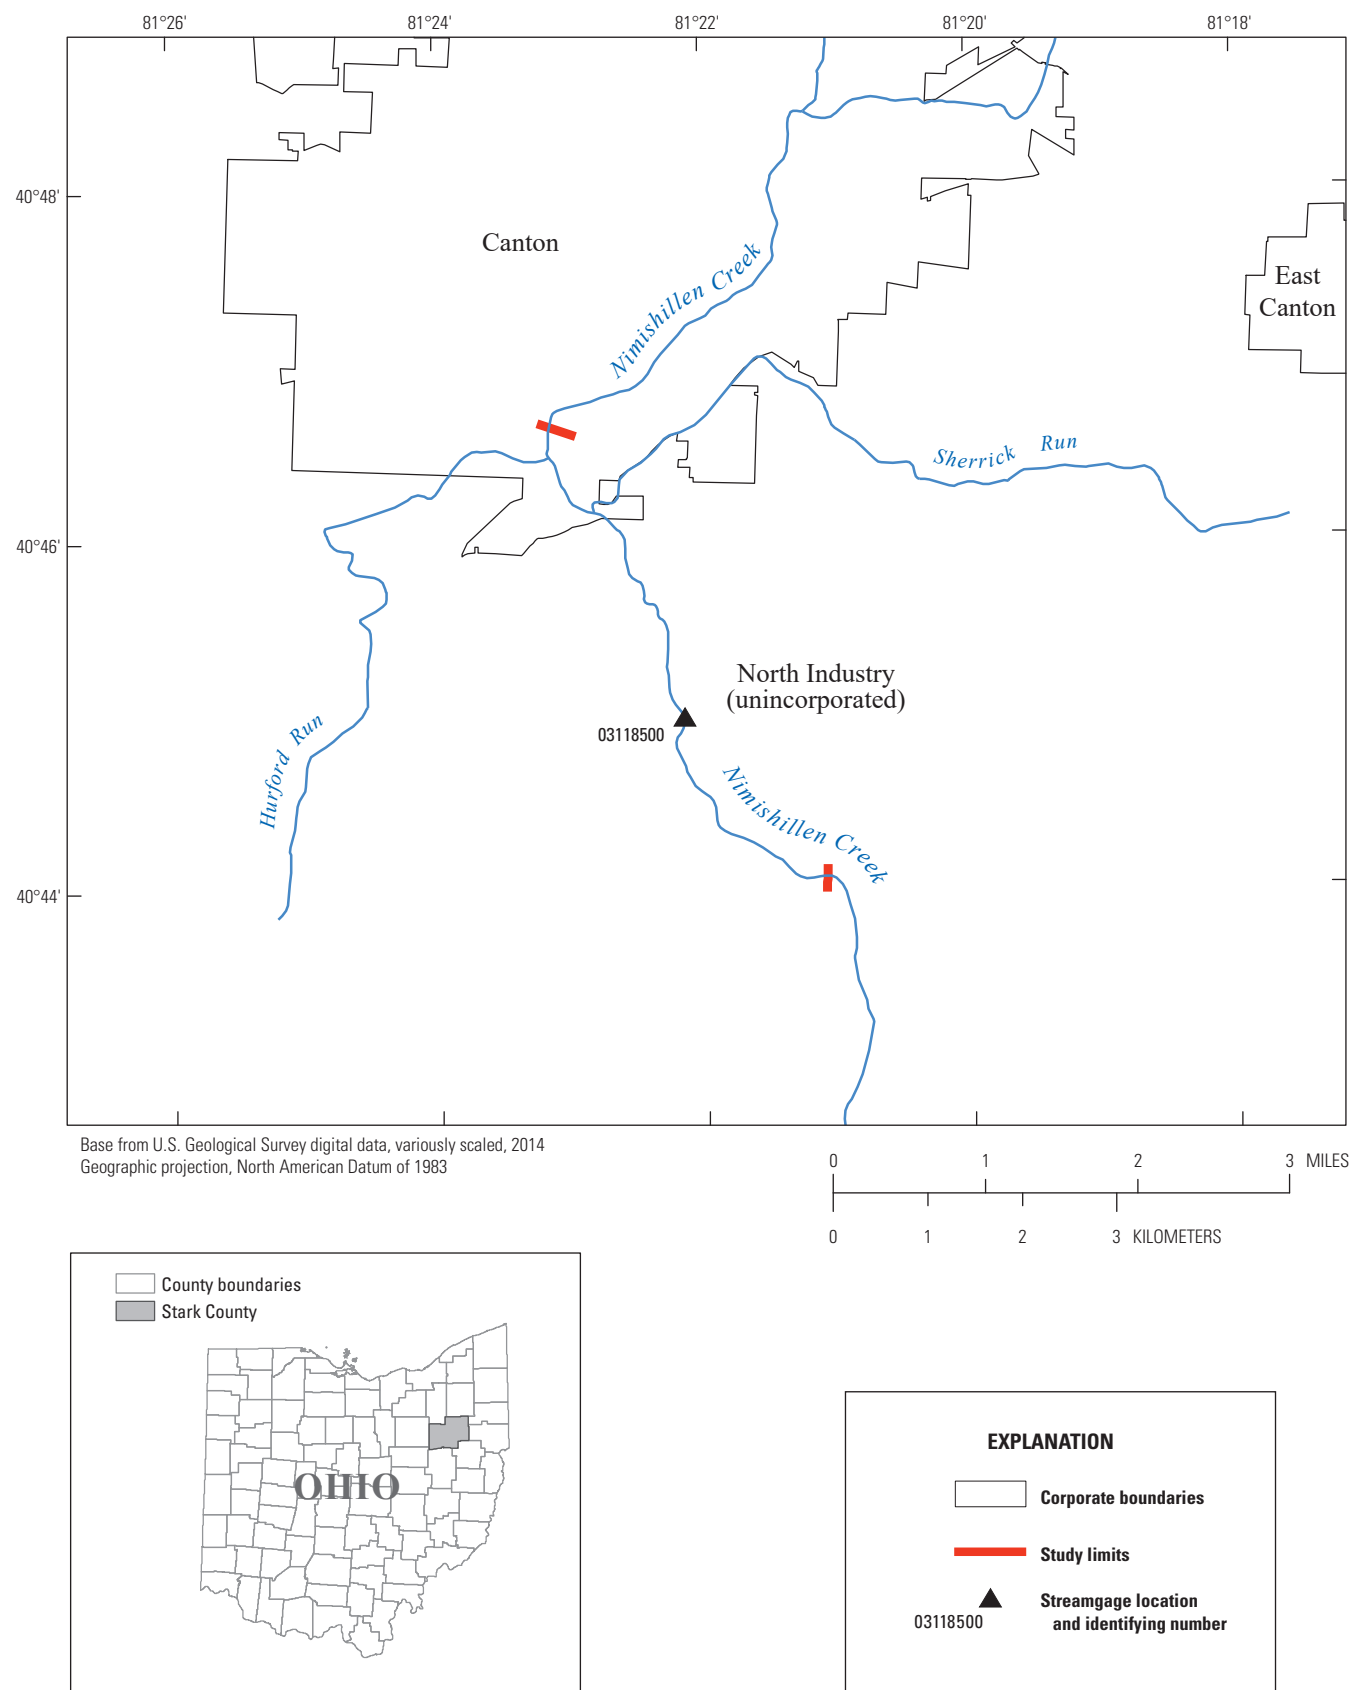 81°26'
81°24'
81°22'
81°20'
81°18'
40°48'
Canton
Nimishillen Creek
East
Canton
Sherrick Run
40°46'
North Industry
(unincorporated)
03118500
Hurford Run
Nimishillen Creek
40°44'
Base from U.S. Geological Survey digital data, variously scaled, 2014
Geographic projection, North American Datum of 1983
0 1 2 3 MILES
0 1 2 3 KILOMETERS
County boundaries
Stark County
OHIO
EXPLANATION
Corporate boundaries
Study limits
Streamgage location
03118500 and identifying number